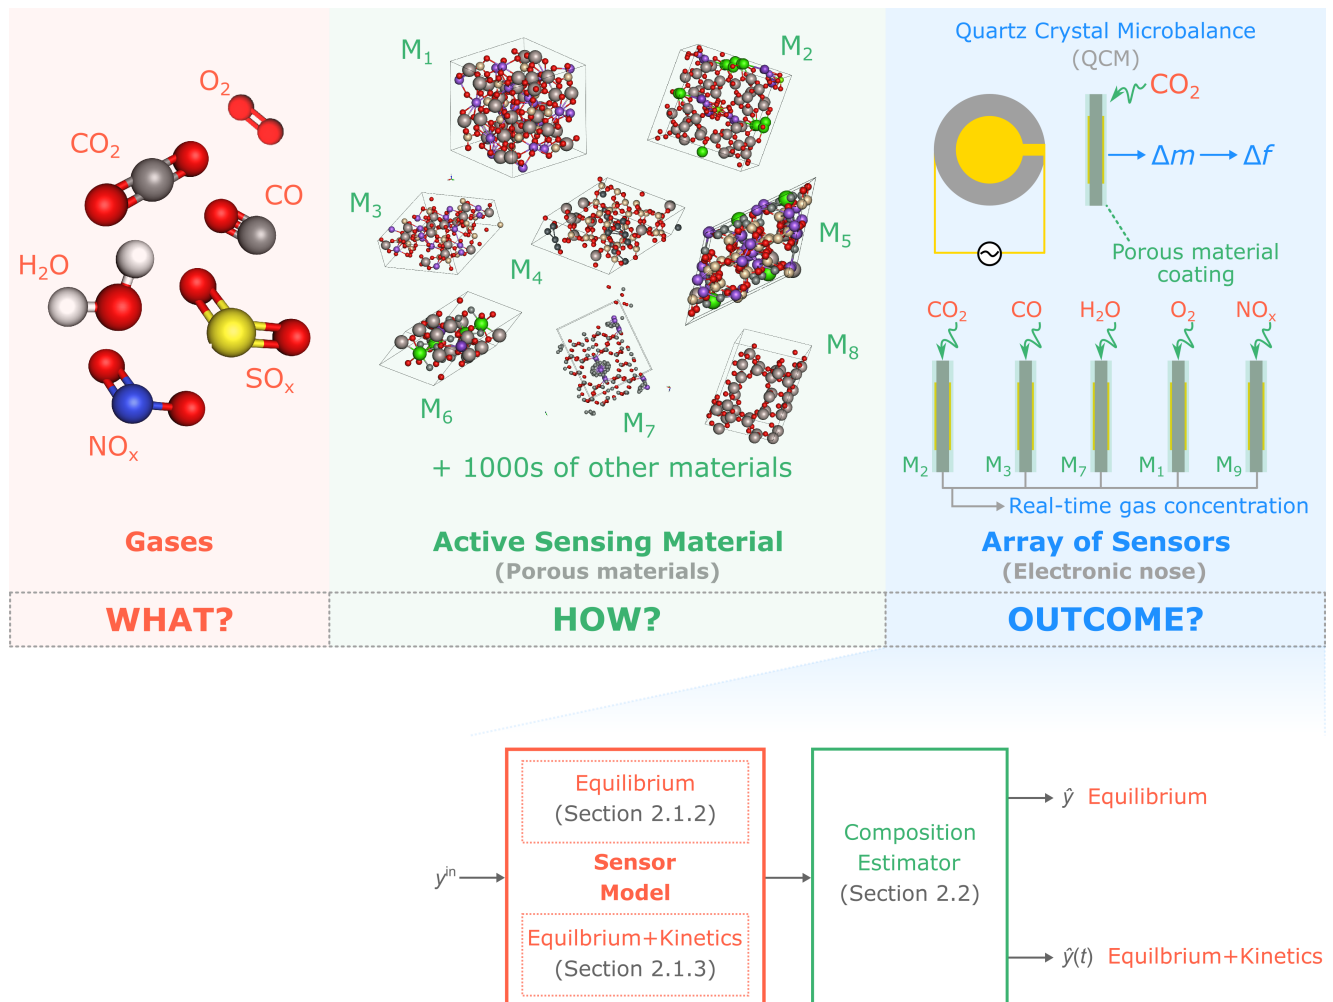 O₂
CO₂
CO
H₂O
SOₓ
NOₓ
Gases
WHAT?
M₁
M₂
M₃
M₄
M₅
M₆
M₇
M₈
+ 1000s of other materials
Active Sensing Material
(Porous materials)
HOW?
Quartz Crystal Microbalance
(QCM)
CO₂
Δm → Δf
Porous material
coating
CO₂ CO H₂O O₂ NOₓ
M₂ M₃ M₇ M₁ M₉
Real-time gas concentration
Array of Sensors
(Electronic nose)
OUTCOME?
yⁱⁿ
Equilibrium
(Section 2.1.2)
Sensor
Model
Equilbrium+Kinetics
(Section 2.1.3)
Composition
Estimator
(Section 2.2)
ŷ Equilibrium
ŷ(t) Equilbrium+Kinetics